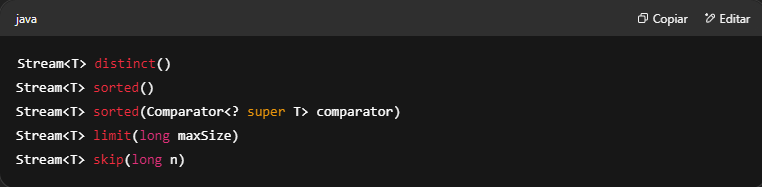 java
Copiar
Editar
Stream<T> distinct()
Stream<T> sorted()
Stream<T> sorted(Comparator<? super T> comparator)
Stream<T> limit(long maxSize)
Stream<T> skip(long n)